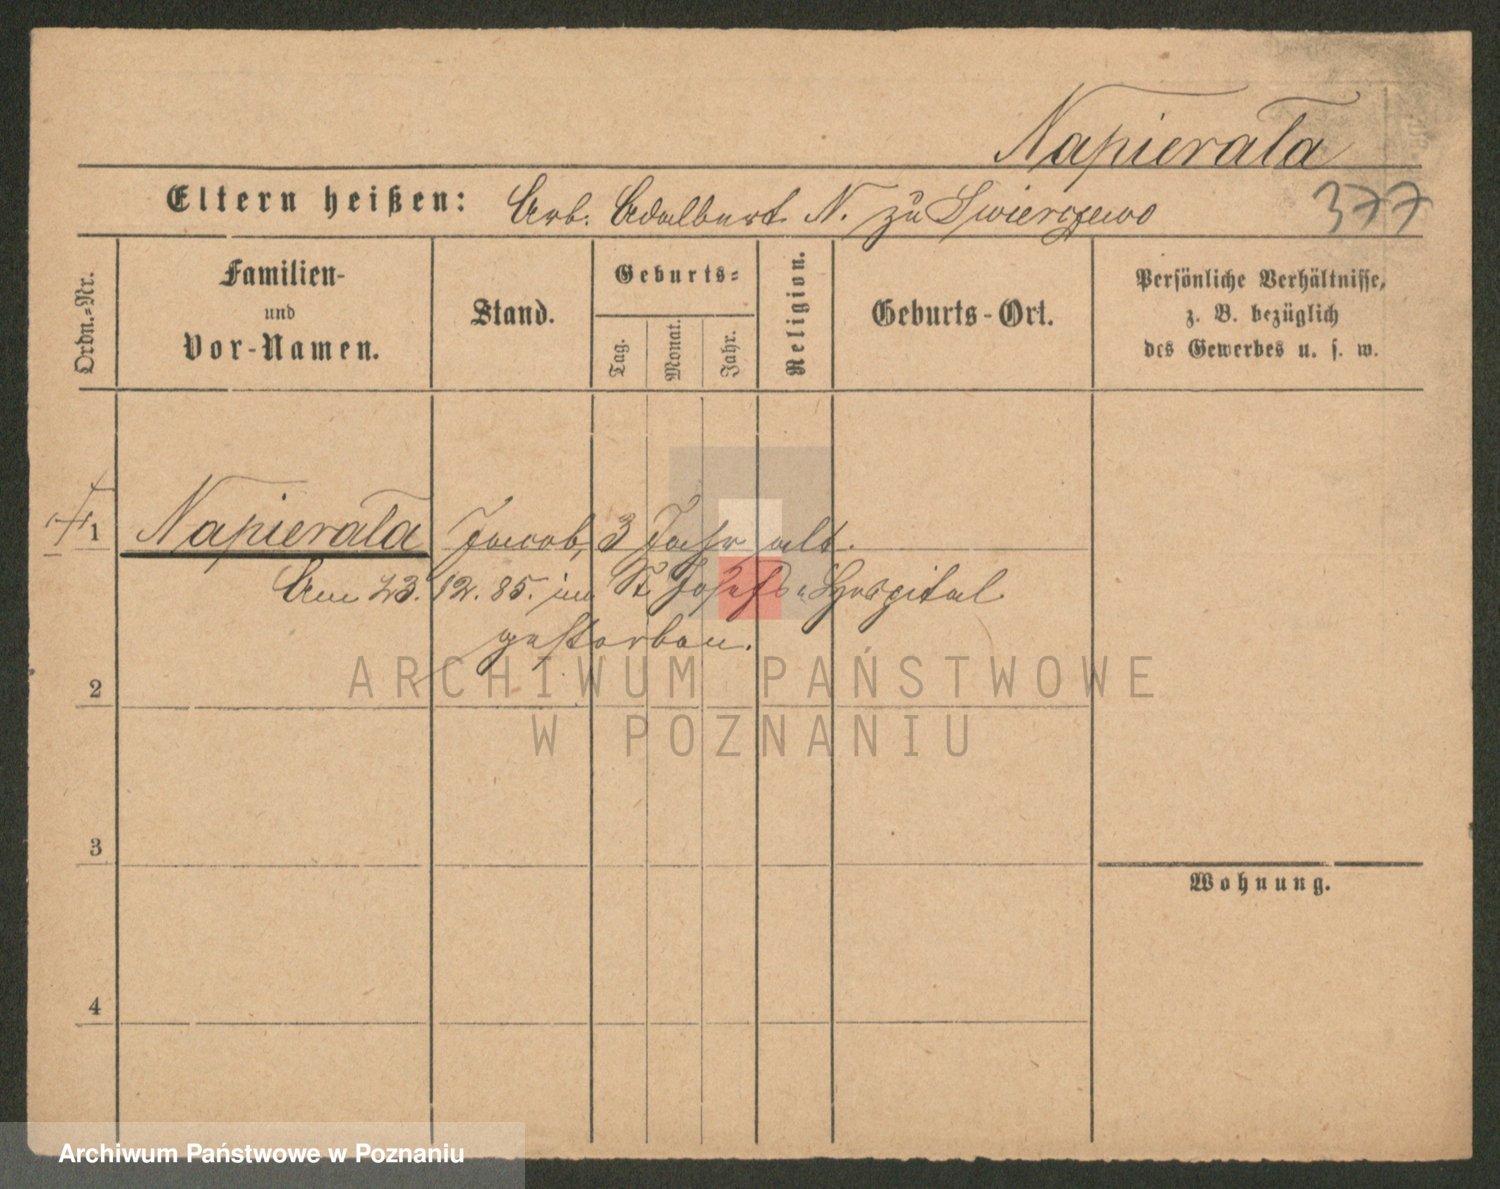 Napierała
Eltern heißen: Arb. Adalbert N. zu Swierczewo
377
Ordn.-Nr.
Familien-
und
Vor-Namen.
Stand.
Geburts-
Tag.
Monat.
Jahr.
Religion.
Geburts-Ort.
Persönliche Verhältnisse,
z. B. bezüglich
des Gewerbes u. s. w.
1 Napierała Jacob, 3 Jahr alt.
Am 23. 12. 85. im St. Josefs-Hospital
gestorben.
2
3
4
Wohnung.
ARCHIWUM PAŃSTWOWE
W POZNANIU
Archiwum Państwowe w Poznaniu